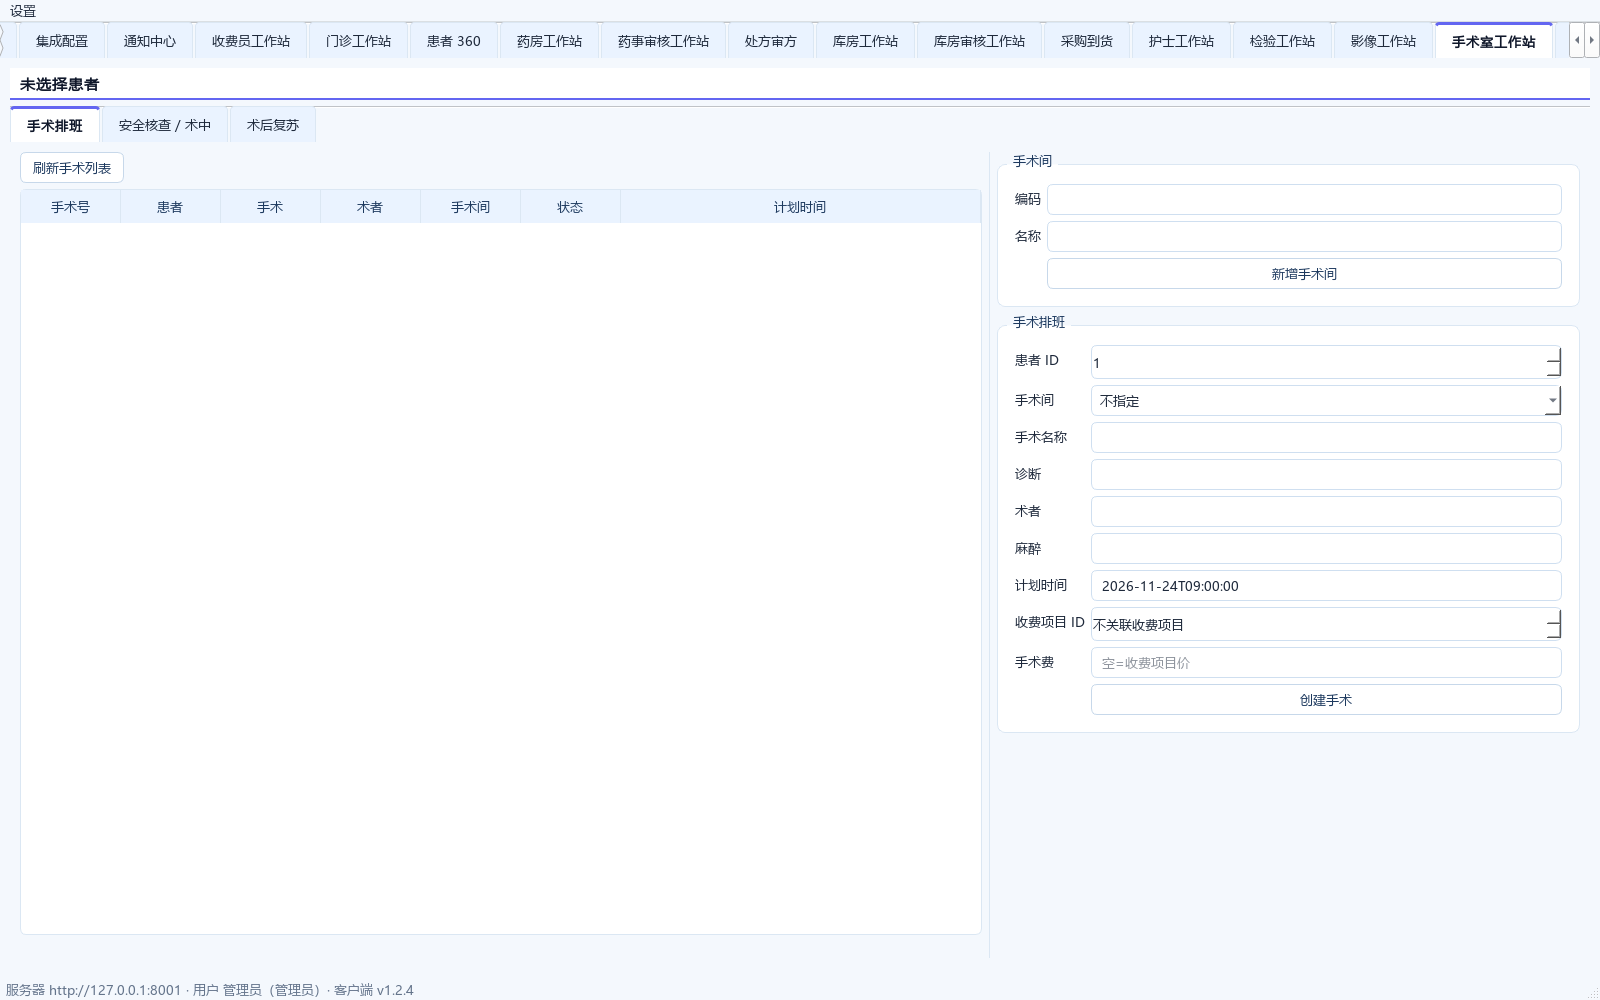 设置
集成配置 通知中心 收费员工作站 门诊工作站 患者 360 药房工作站 药事审核工作站 处方审方 库房工作站 库房审核工作站 采购到货 护士工作站 检验工作站 影像工作站 手术室工作站
未选择患者
手术排班 安全核查 / 术中 术后复苏
刷新手术列表
手术号 患者 手术 术者 手术间 状态 计划时间
手术间
编码
名称
新增手术间
手术排班
患者 ID 1
手术间 不指定
手术名称
诊断
术者
麻醉
计划时间 2026-11-24T09:00:00
收费项目 ID 不关联收费项目
手术费 空=收费项目价
创建手术
服务器 http://127.0.0.1:8001 · 用户 管理员（管理员）· 客户端 v1.2.4